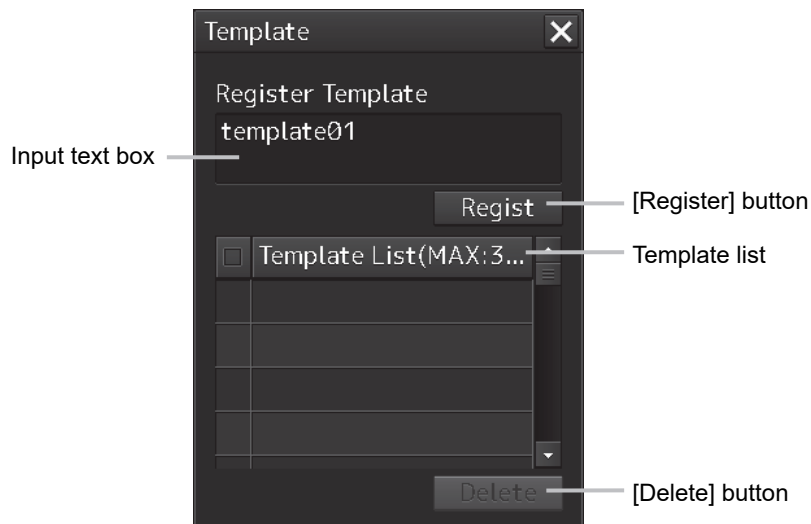 Template
Register Template
template01
Input text box
Regist
[Register] button
Template List(MAX:3...
Template list
Delete
[Delete] button